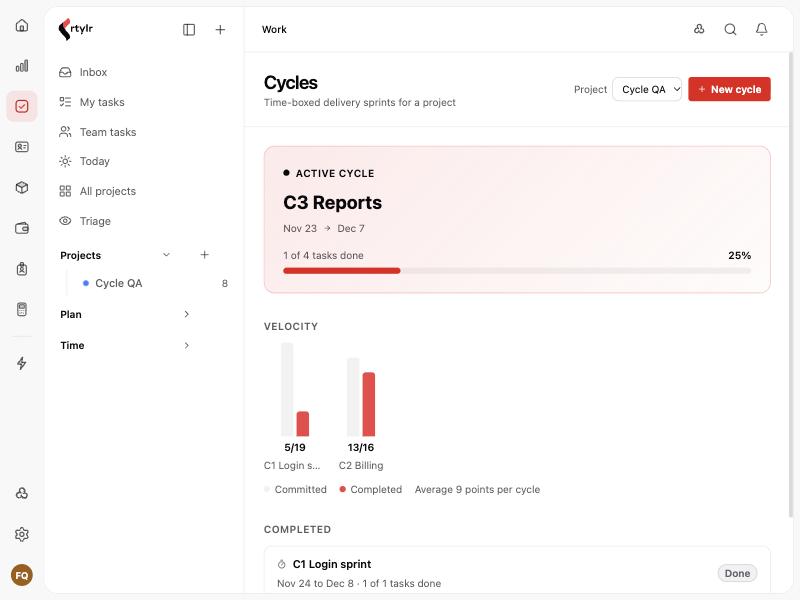 rtylr
Work
Inbox
My tasks
Team tasks
Today
All projects
Triage
Projects
Cycle QA 8
Plan
Time
FQ
Cycles
Time-boxed delivery sprints for a project
Project Cycle QA + New cycle
ACTIVE CYCLE
C3 Reports
Nov 23 → Dec 7
1 of 4 tasks done 25%
VELOCITY
5/19 13/16
C1 Login s... C2 Billing
Committed Completed Average 9 points per cycle
COMPLETED
C1 Login sprint
Nov 24 to Dec 8 · 1 of 1 tasks done
Done